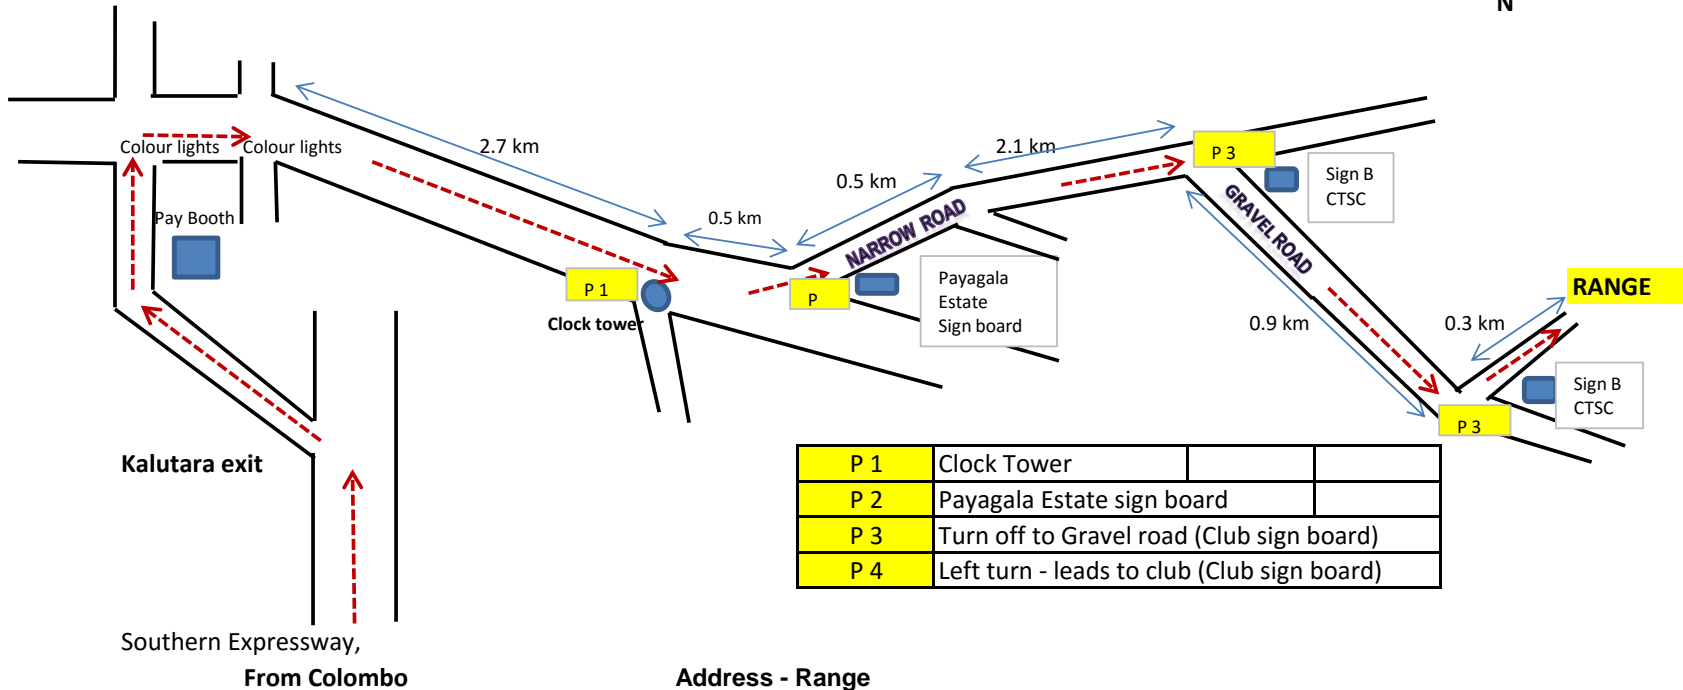 N
2.7 km
2.1 km
P 3
Colour lights
Colour lights
0.5 km
Sign B
CTSC
GRAVEL ROAD
Pay Booth
0.5 km
NARROW ROAD
P 1
Clock tower
P
Payagala
Estate
Sign board
RANGE
0.9 km
0.3 km
Sign B
CTSC
P 3
Kalutara exit
P 1 Clock Tower
P 2 Payagala Estate sign board
P 3 Turn off to Gravel road (Club sign board)
P 4 Left turn - leads to club (Club sign board)
Southern Expressway,
From Colombo
Address - Range